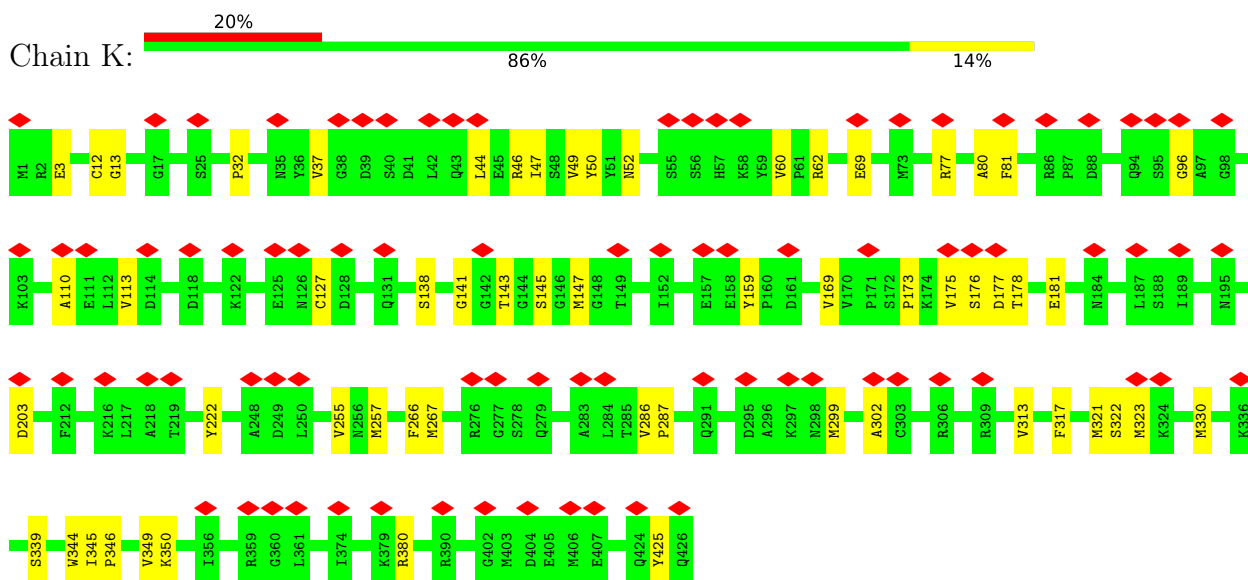 20%
Chain K:
86% 14%
M1 R2 E3 C12 G13 G17 S25 P32 N35 Y36 V37 G38 D39 S40 D41 L42 Q43 L44 E45 R46 I47 S48 V49 Y50 Y51 N52 S55 S56 H57 K58 Y59 V60 P61 R62 E69 M73 R77 A80 F81 R86 P87 D88 Q94 S95 G96 A97 G98
K103 A110 E111 L112 V113 D114 D118 K122 E125 N126 C127 D128 Q131 S138 G141 G142 T143 G144 S145 G146 M147 G148 T149 I152 E157 E158 Y159 P160 D161 V169 V170 P171 S172 P173 K174 V175 S176 D177 T178 E181 N184 L187 S188 I189 N195
D203 F212 K216 L217 A218 T219 Y222 A248 D249 L250 V255 N256 M257 F266 M267 R276 G277 S278 Q279 A283 L284 T285 V286 P287 Q291 D295 A296 K297 N298 M299 A302 C303 R306 R309 V313 F317 M321 S322 M323 K324 M330 K336
S339 W344 I345 P346 V349 K350 I356 R359 G360 L361 I374 K379 R380 R390 G402 M403 D404 E405 M406 E407 Q424 Y425 Q426